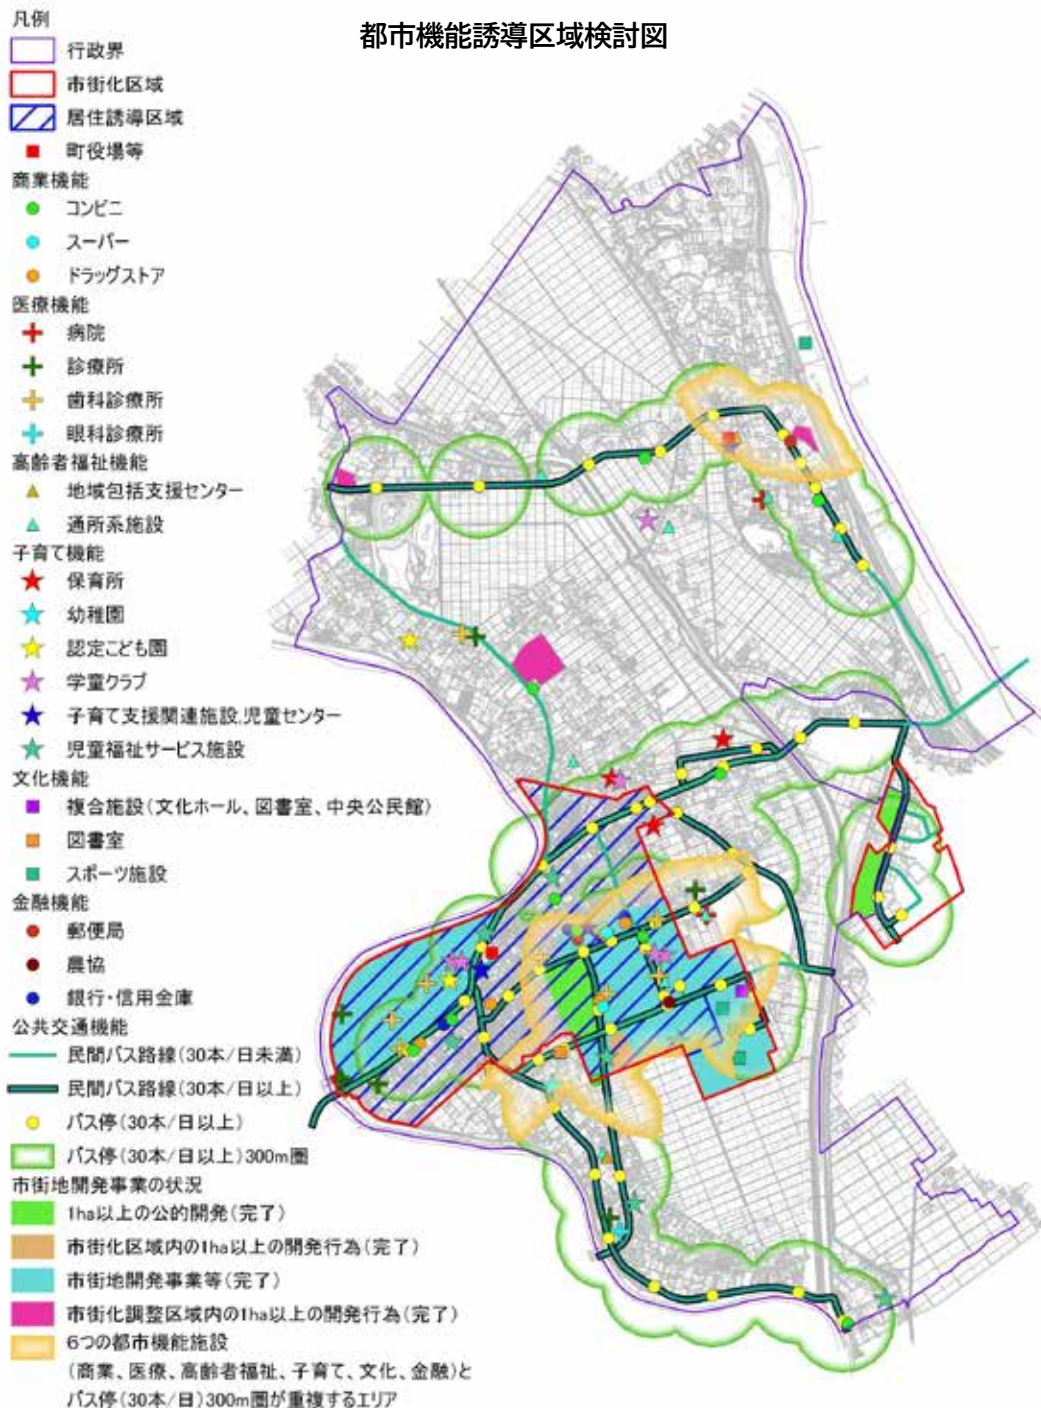 都市機能誘導区域検討図
凡例
行政界
市街化区域
居住誘導区域
町役場等
商業機能
コンビニ
スーパー
ドラッグストア
医療機能
病院
診療所
歯科診療所
眼科診療所
高齢者福祉機能
地域包括支援センター
通所系施設
子育て機能
保育所
幼稚園
認定こども園
学童クラブ
子育て支援関連施設,児童センター
児童福祉サービス施設
文化機能
複合施設(文化ホール、図書室、中央公民館)
図書室
スポーツ施設
金融機能
郵便局
農協
銀行・信用金庫
公共交通機能
民間バス路線(30本/日未満)
民間バス路線(30本/日以上)
バス停(30本/日以上)
バス停(30本/日以上)300m圏
市街地開発事業の状況
1ha以上の公的開発(完了)
市街化区域内の1ha以上の開発行為(完了)
市街地開発事業等(完了)
市街化調整区域内の1ha以上の開発行為(完了)
6つの都市機能施設
(商業、医療、高齢者福祉、子育て、文化、金融)と
バス停(30本/日)300m圏が重複するエリア